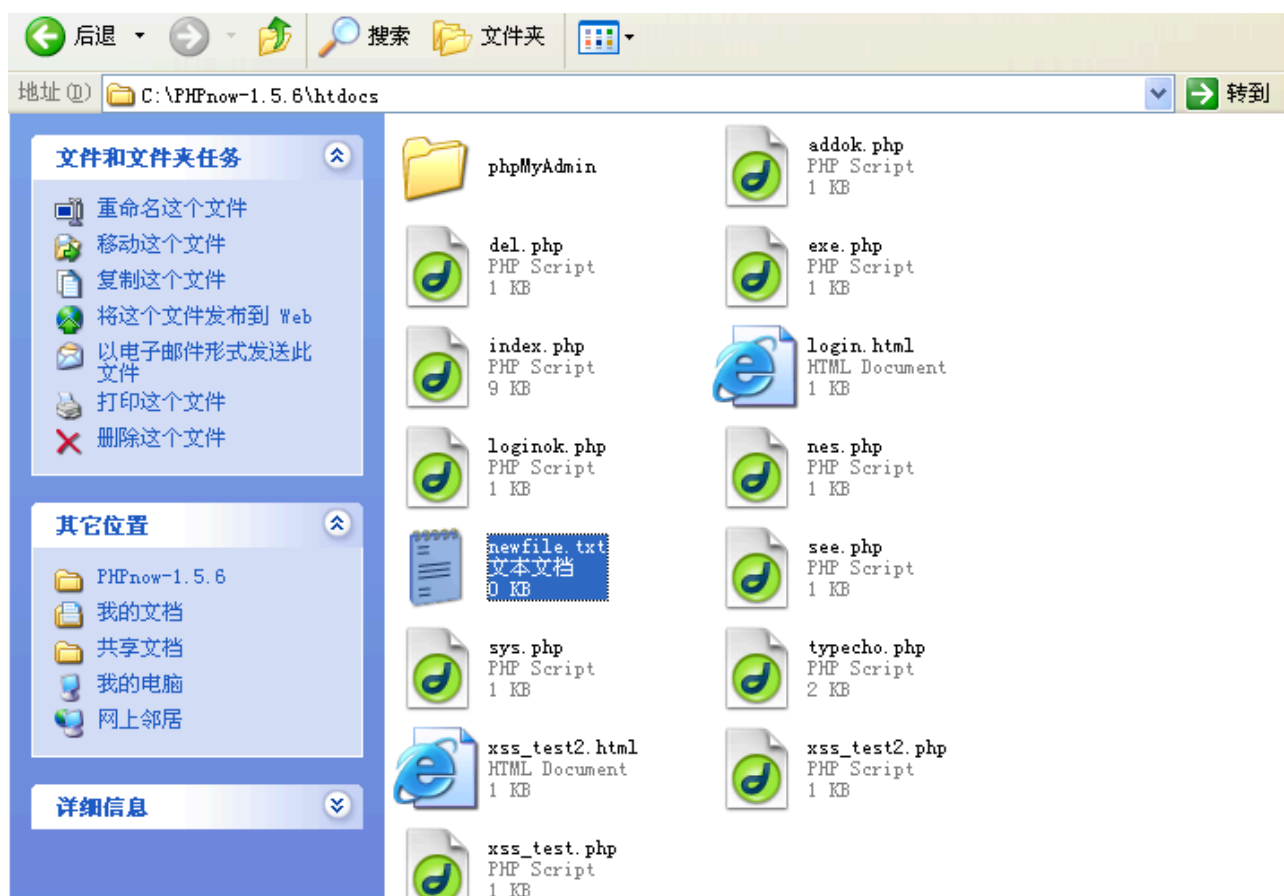 后退 搜索 文件夹
地址(D) C:\PHPnow-1.5.6\htdocs 转到
文件和文件夹任务
重命名这个文件
移动这个文件
复制这个文件
将这个文件发布到 Web
以电子邮件形式发送此
文件
打印这个文件
删除这个文件
其它位置
PHPnow-1.5.6
我的文档
共享文档
我的电脑
网上邻居
详细信息
phpMyAdmin
addok.php
PHP Script
1 KB
del.php
PHP Script
1 KB
exe.php
PHP Script
1 KB
index.php
PHP Script
9 KB
login.html
HTML Document
1 KB
loginok.php
PHP Script
1 KB
nes.php
PHP Script
1 KB
newfile.txt
文本文档
0 KB
see.php
PHP Script
1 KB
sys.php
PHP Script
1 KB
typecho.php
PHP Script
2 KB
xss_test2.html
HTML Document
1 KB
xss_test2.php
PHP Script
1 KB
xss_test.php
PHP Script
1 KB